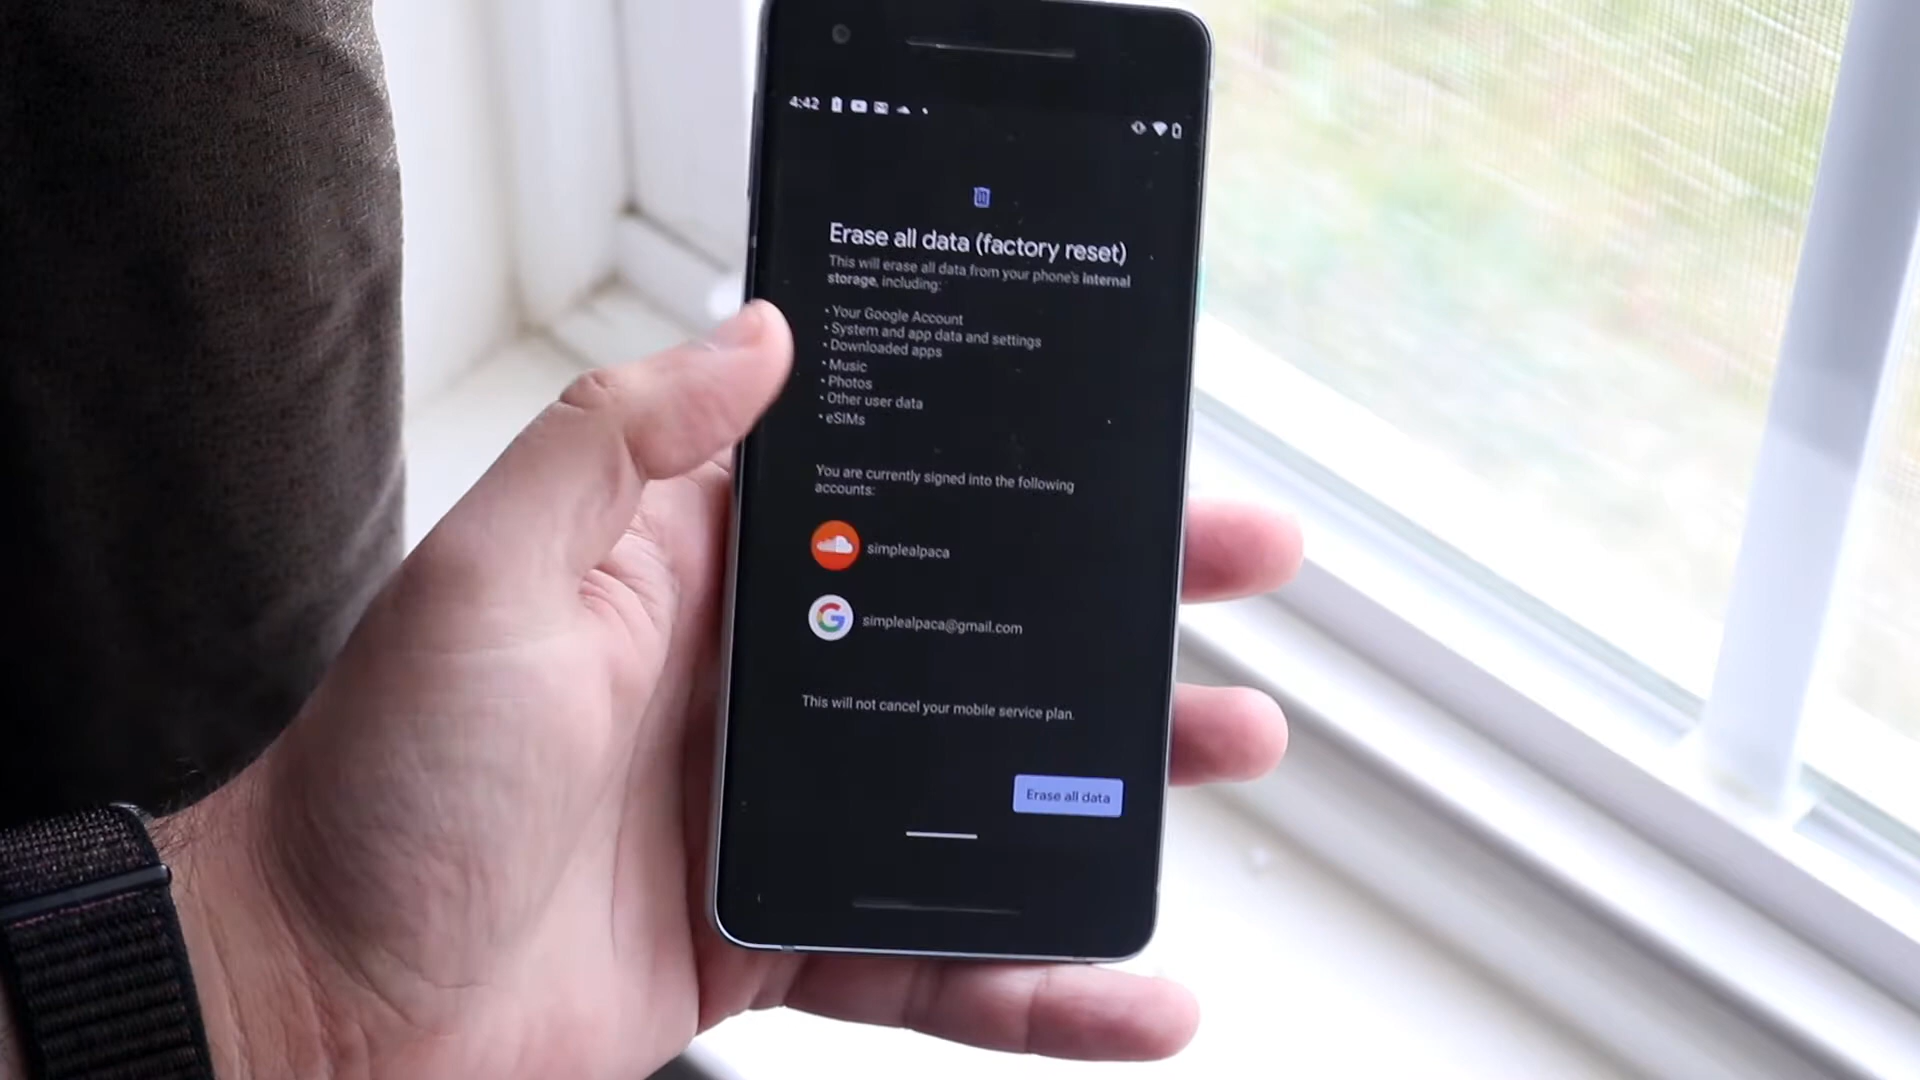 4:42
Erase all data (factory reset)
This will erase all data from your phone's internal
storage, including:
• Your Google Account
• System and app data and settings
• Downloaded apps
• Music
• Photos
• Other user data
• eSIMs
You are currently signed into the following
accounts:
simplealpaca
simplealpaca@gmail.com
This will not cancel your mobile service plan.
Erase all data